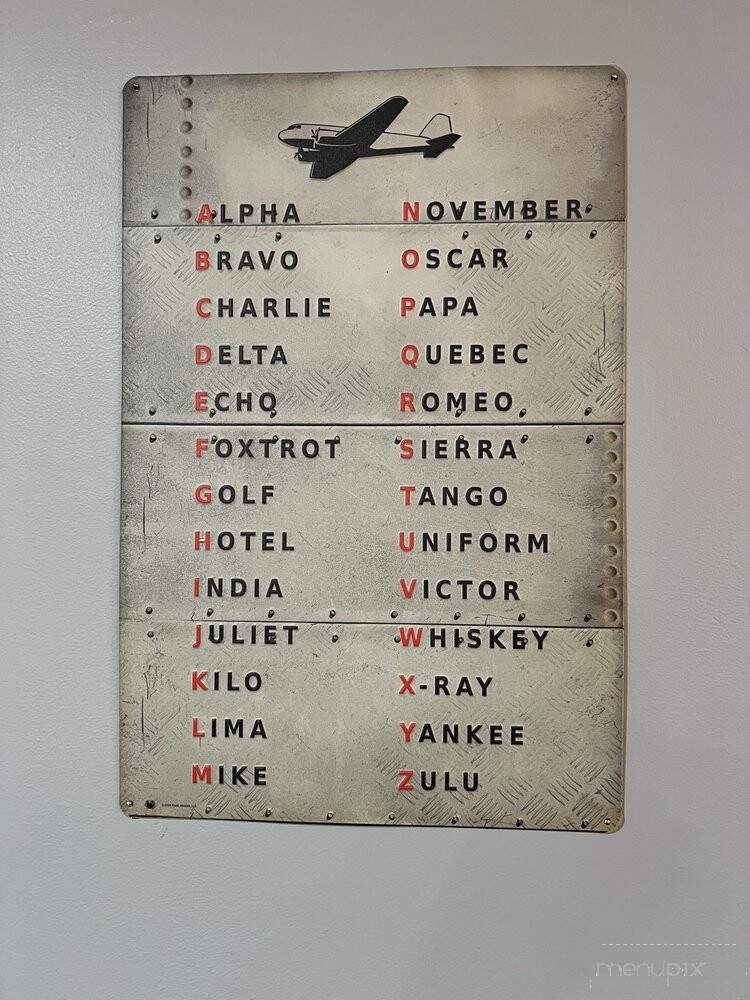 ALPHA
BRAVO
CHARLIE
DELTA
ECHO
FOXTROT
GOLF
HOTEL
INDIA
JULIET
KILO
LIMA
MIKE
NOVEMBER
OSCAR
PAPA
QUEBEC
ROMEO
SIERRA
TANGO
UNIFORM
VICTOR
WHISKEY
X-RAY
YANKEE
ZULU
menupix